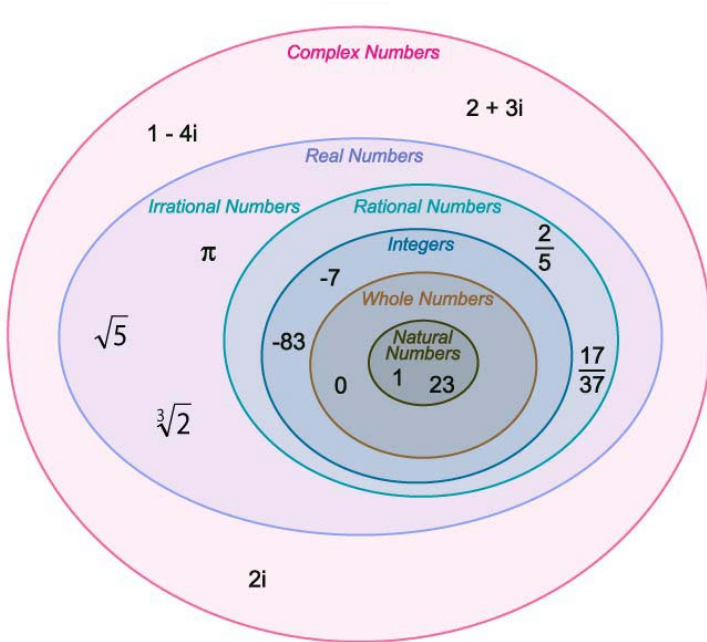 Complex Numbers
2 + 3i
1 - 4i
Real Numbers
Irrational Numbers
Rational Numbers
π
2
5
Integers
-7
Whole Numbers
√5
-83
Natural
Numbers
1
23
0
17
37
∛2
2i